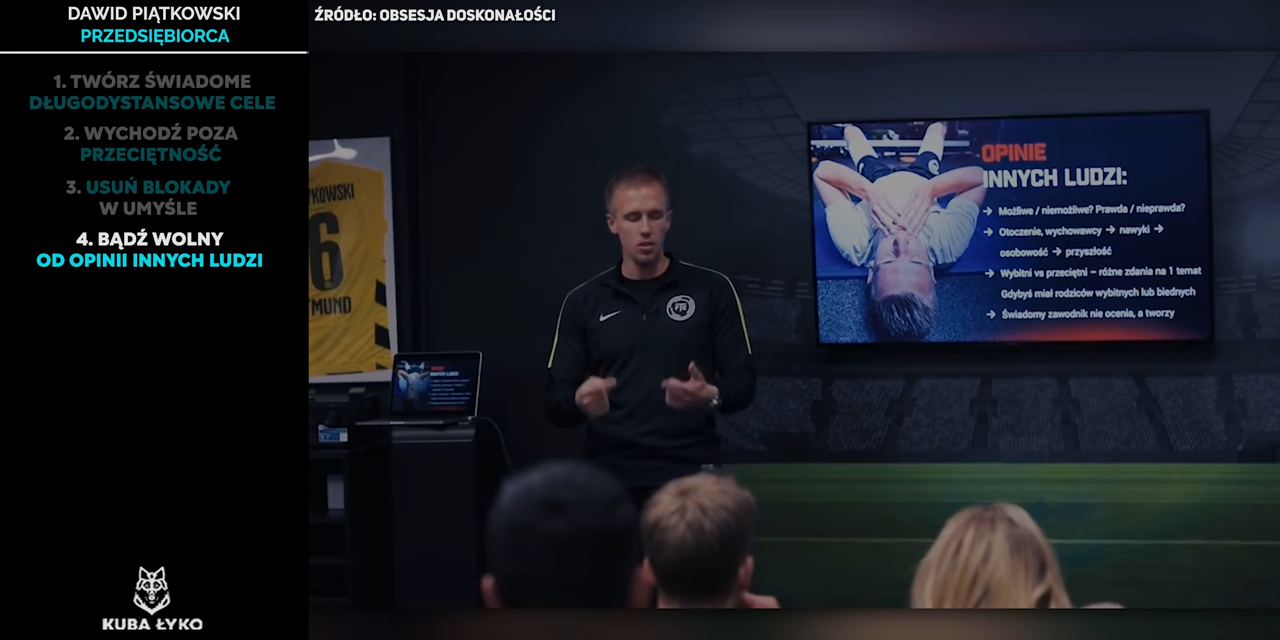 DAWID PIĄTKOWSKI
PRZEDSIĘBIORCA
1. TWÓRZ ŚWIADOME
DŁUGODYSTANSOWE CELE
2. WYCHODŹ POZA
PRZECIĘTNOŚĆ
3. USUŃ BLOKADY
W UMYŚLE
4. BĄDŹ WOLNY
OD OPINII INNYCH LUDZI
KUBA ŁYKO
ŹRÓDŁO: OBSESJA DOSKONAŁOŚCI
YKOWSKI
6
TMUND
OPINIE
INNYCH LUDZI:
→ Możliwe / niemożliwe? Prawda / nieprawda?
→ Otoczenie, wychowawcy → nawyki →
osobowość → przyszłość
→ Wybitni vs przeciętni – różne zdania na 1 temat
Gdybyś miał rodziców wybitnych lub biednych
→ Świadomy zawodnik nie ocenia, a tworzy